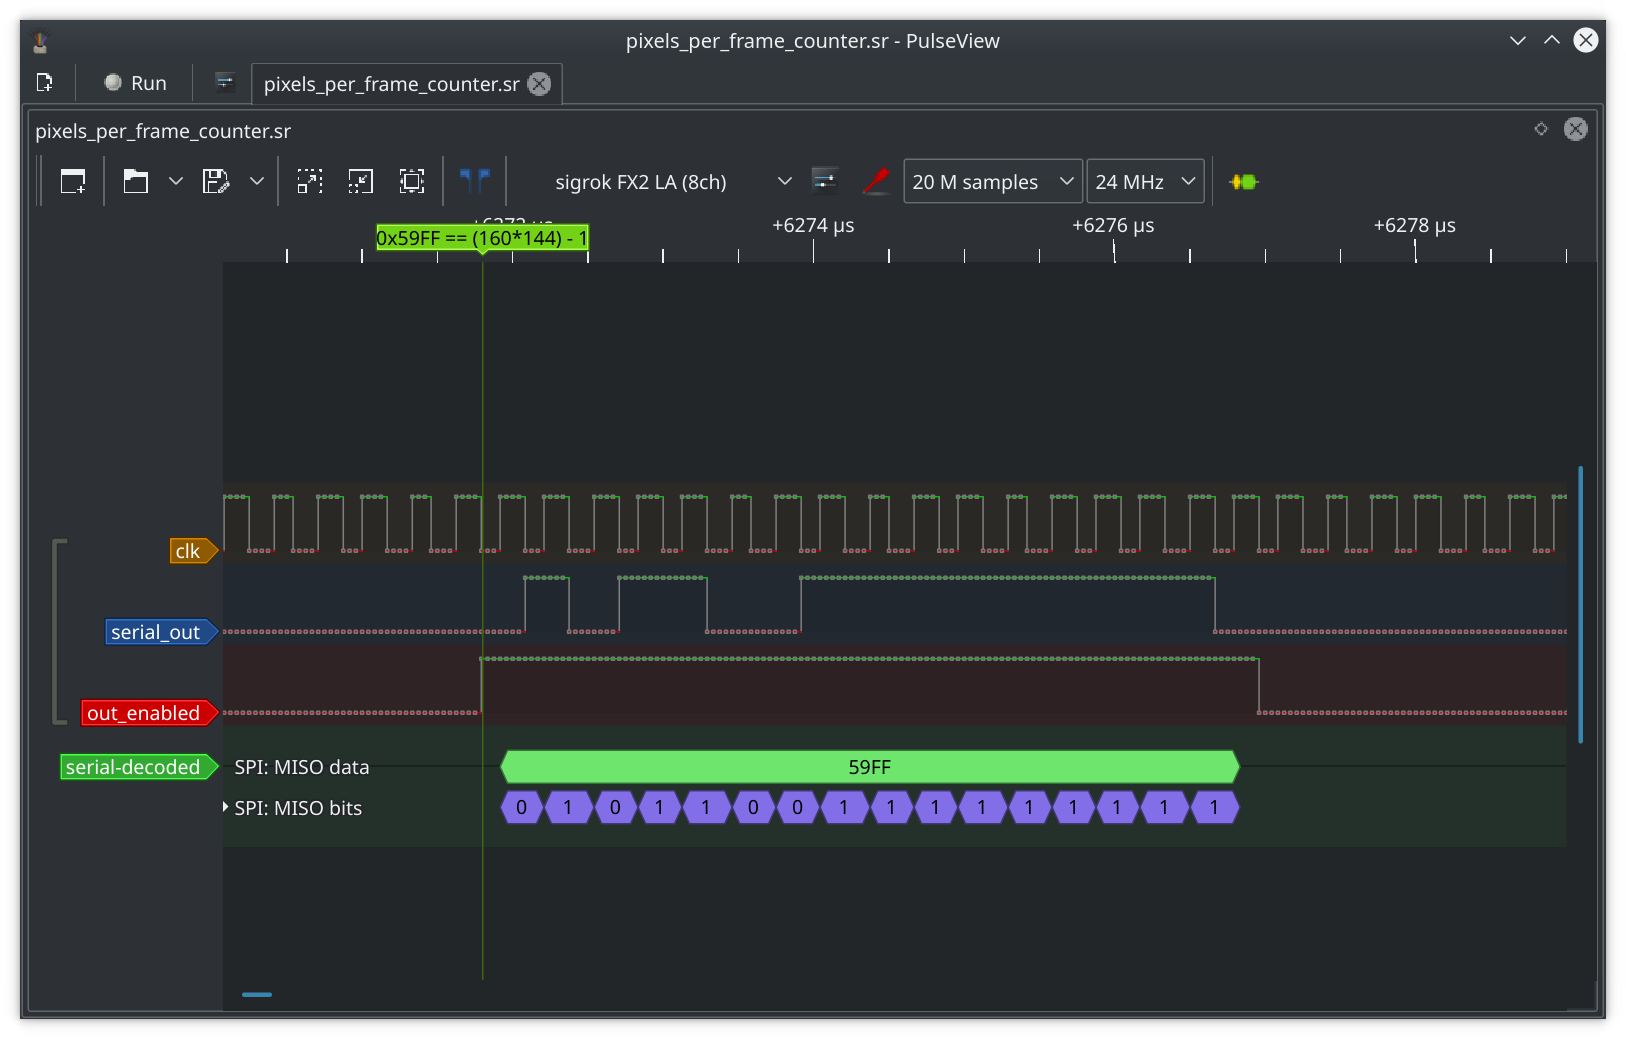 pixels_per_frame_counter.sr - PulseView
Run
pixels_per_frame_counter.sr
pixels_per_frame_counter.sr
sigrok FX2 LA (8ch)
20 M samples
24 MHz
+6274 µs
+6276 µs
+6278 µs
0x59FF == (160*144) - 1
clk
serial_out
out_enabled
serial-decoded
SPI: MISO data
59FF
SPI: MISO bits
0 1 0 1 1 0 0 1 1 1 1 1 1 1 1 1